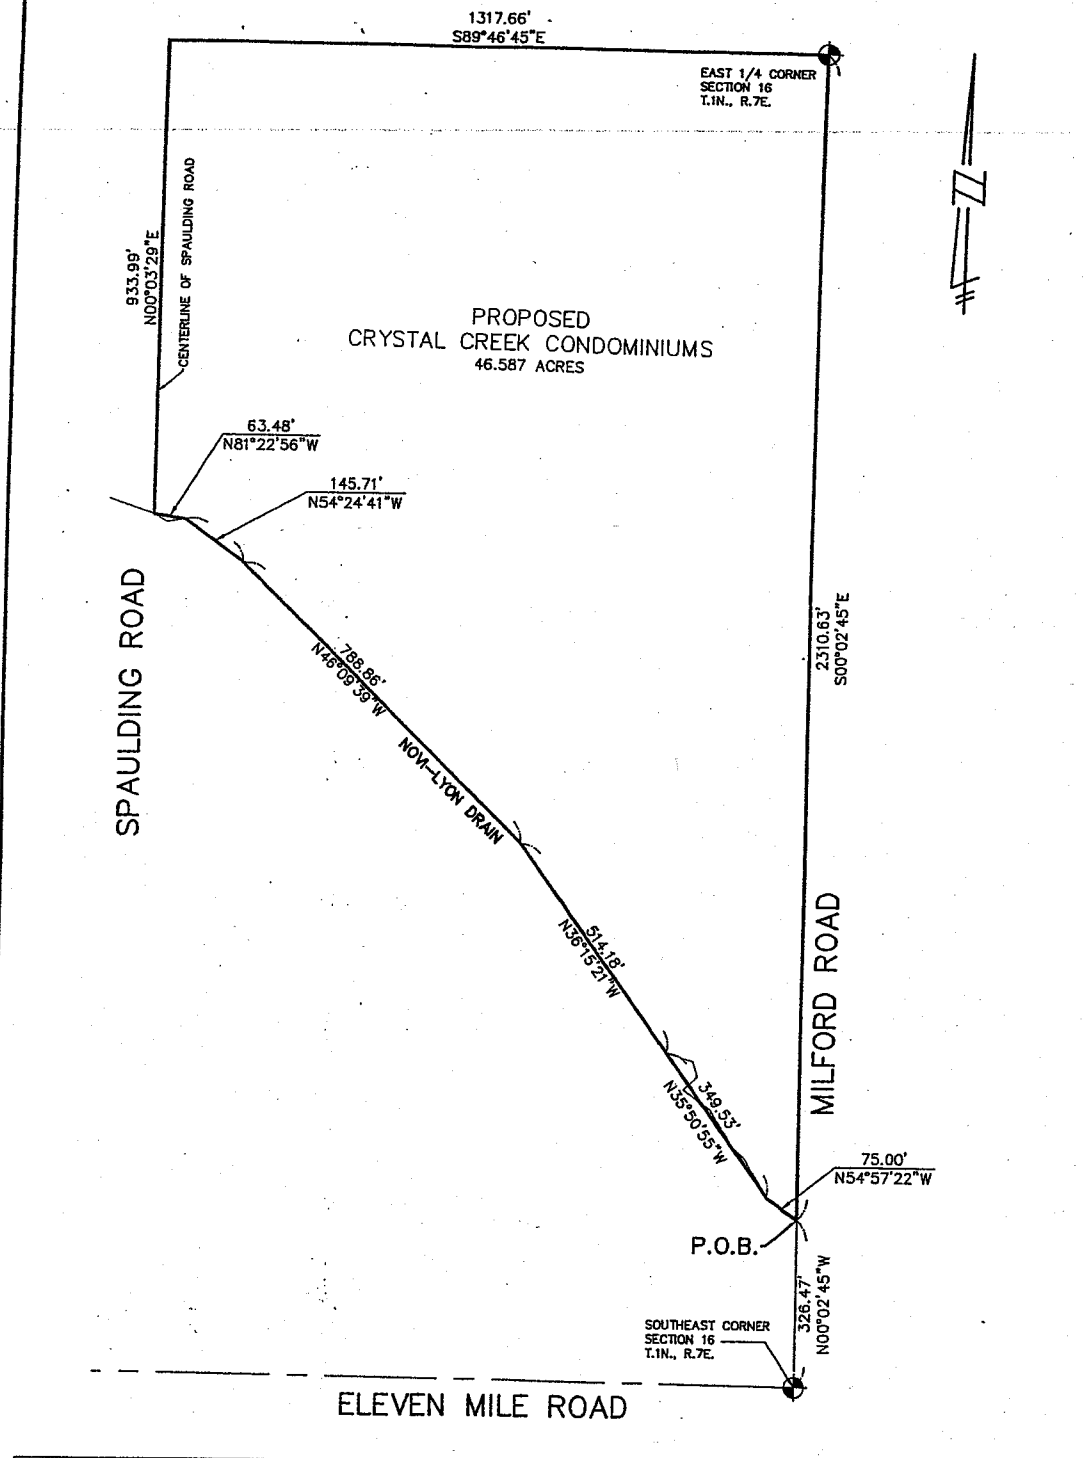 1317.66'
S89°46'45"E
EAST 1/4 CORNER
SECTION 16
T.1N., R.7E.
CENTERLINE OF SPAULDING ROAD
933.99'
N00°03'29"E
PROPOSED
CRYSTAL CREEK CONDOMINIUMS
46.587 ACRES
63.48'
N81°22'56"W
145.71'
N54°24'41"W
SPAULDING ROAD
788.86'
N46°09'39"W
NOVI-LYON DRAIN
2310.63'
S00°02'45"E
514.18'
N36°15'21"W
MILFORD ROAD
349.53'
N35°50'55"W
75.00'
N54°57'22"W
P.O.B.
326.47'
N00°02'45"W
SOUTHEAST CORNER
SECTION 16
T.1N., R.7E.
ELEVEN MILE ROAD